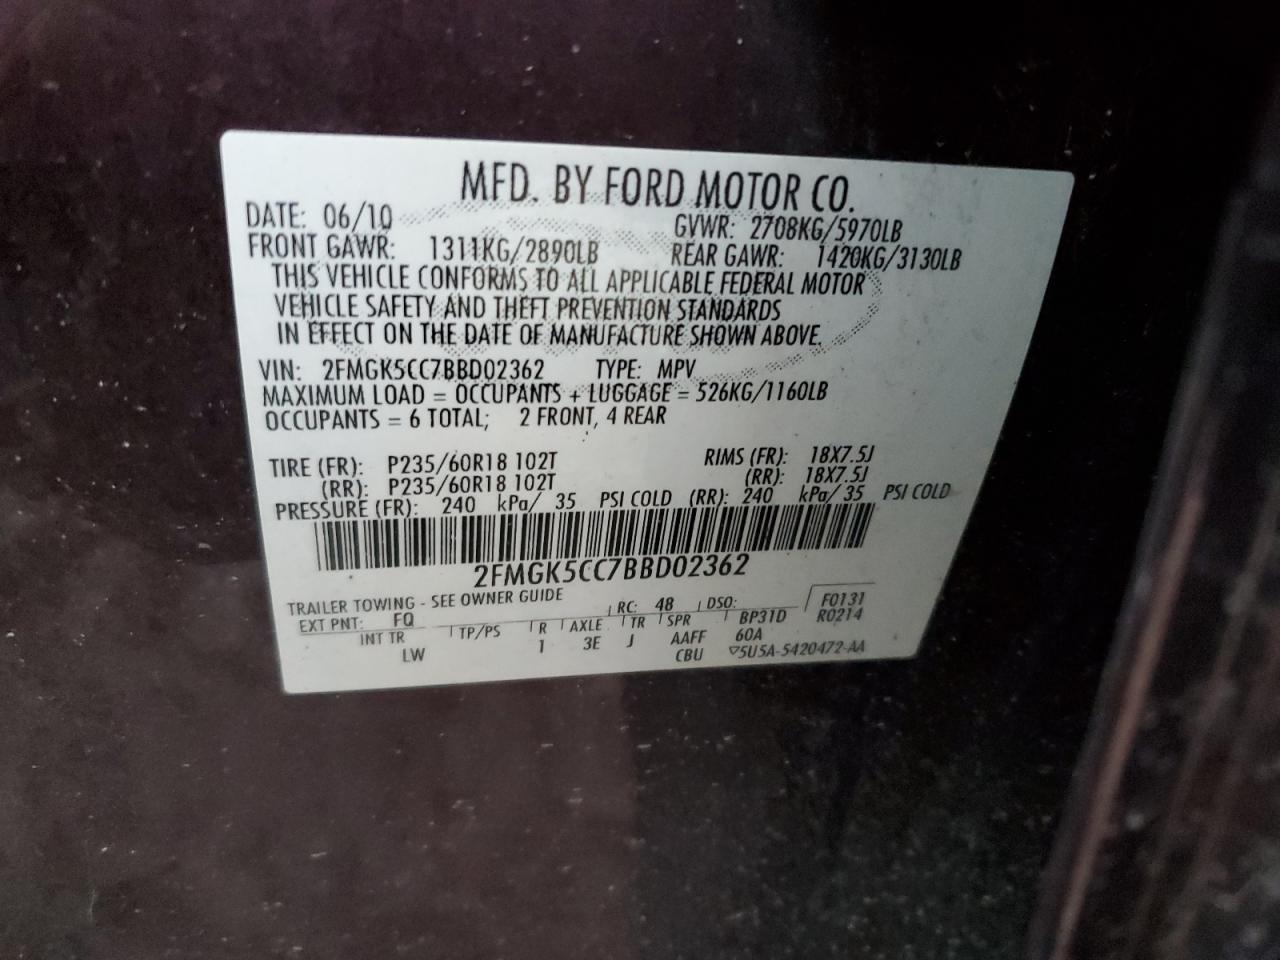 MFD. BY FORD MOTOR CO.
DATE: 06/10 GVWR: 2708KG/5970LB
FRONT GAWR: 1311KG/2890LB REAR GAWR: 1420KG/3130LB
THIS VEHICLE CONFORMS TO ALL APPLICABLE FEDERAL MOTOR
VEHICLE SAFETY AND THEFT PREVENTION STANDARDS
IN EFFECT ON THE DATE OF MANUFACTURE SHOWN ABOVE.
VIN: 2FMGK5CC7BBD02362 TYPE: MPV
MAXIMUM LOAD = OCCUPANTS + LUGGAGE = 526KG/1160LB
OCCUPANTS = 6 TOTAL; 2 FRONT, 4 REAR
TIRE (FR): P235/60R18 102T RIMS (FR): 18X7.5J
(RR): P235/60R18 102T (RR): 18X7.5J
PRESSURE (FR): 240 kPa/ 35 PSI COLD (RR): 240 kPa/ 35 PSI COLD
2FMGK5CC7BBD02362
TRAILER TOWING - SEE OWNER GUIDE
EXT PNT: FQ RC: 48 DSO: BP31D F0131
R0214
INT TR TP/PS R AXLE TR SPR 60A
LW 1 3E J AAFF
CBU ▽5U5A-5420472-AA